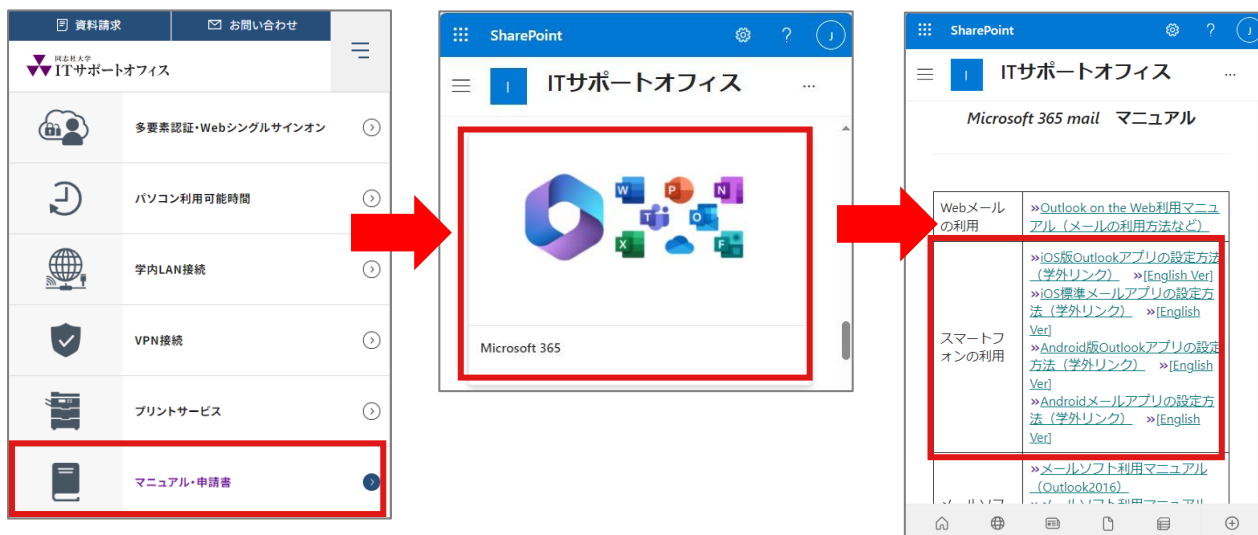 資料請求
お問い合わせ
同志社大学
ITサポートオフィス
多要素認証・Webシングルサインオン
パソコン利用可能時間
学内LAN接続
VPN接続
プリントサービス
マニュアル・申請書
SharePoint
?
J
I
ITサポートオフィス
...
W
P
N
T
O
X
F
Microsoft 365
SharePoint
?
J
I
ITサポートオフィス
...
Microsoft 365 mail マニュアル
Webメール
の利用
»Outlook on the Web利用マニュ
アル（メールの利用方法など）
スマートフ
ォンの利用
»iOS版Outlookアプリの設定方法
（学外リンク） »[English Ver]
»iOS標準メールアプリの設定方
法（学外リンク） »[English
Ver]
»Android版Outlookアプリの設定
方法（学外リンク） »[English
Ver]
»Androidメールアプリの設定方
法（学外リンク） »[English
Ver]
»メールソフト利用マニュアル
（Outlook2016）